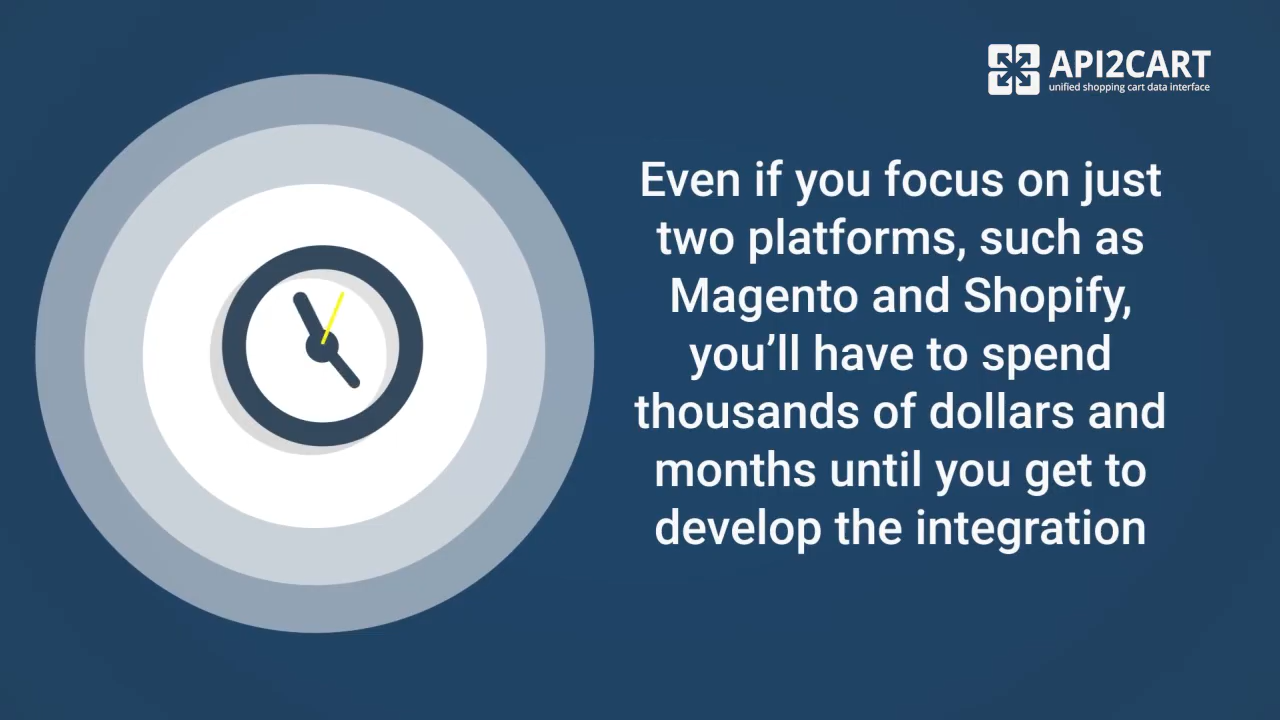 API2CART
unified shopping cart data interface
Even if you focus on just
two platforms, such as
Magento and Shopify,
you’ll have to spend
thousands of dollars and
months until you get to
develop the integration